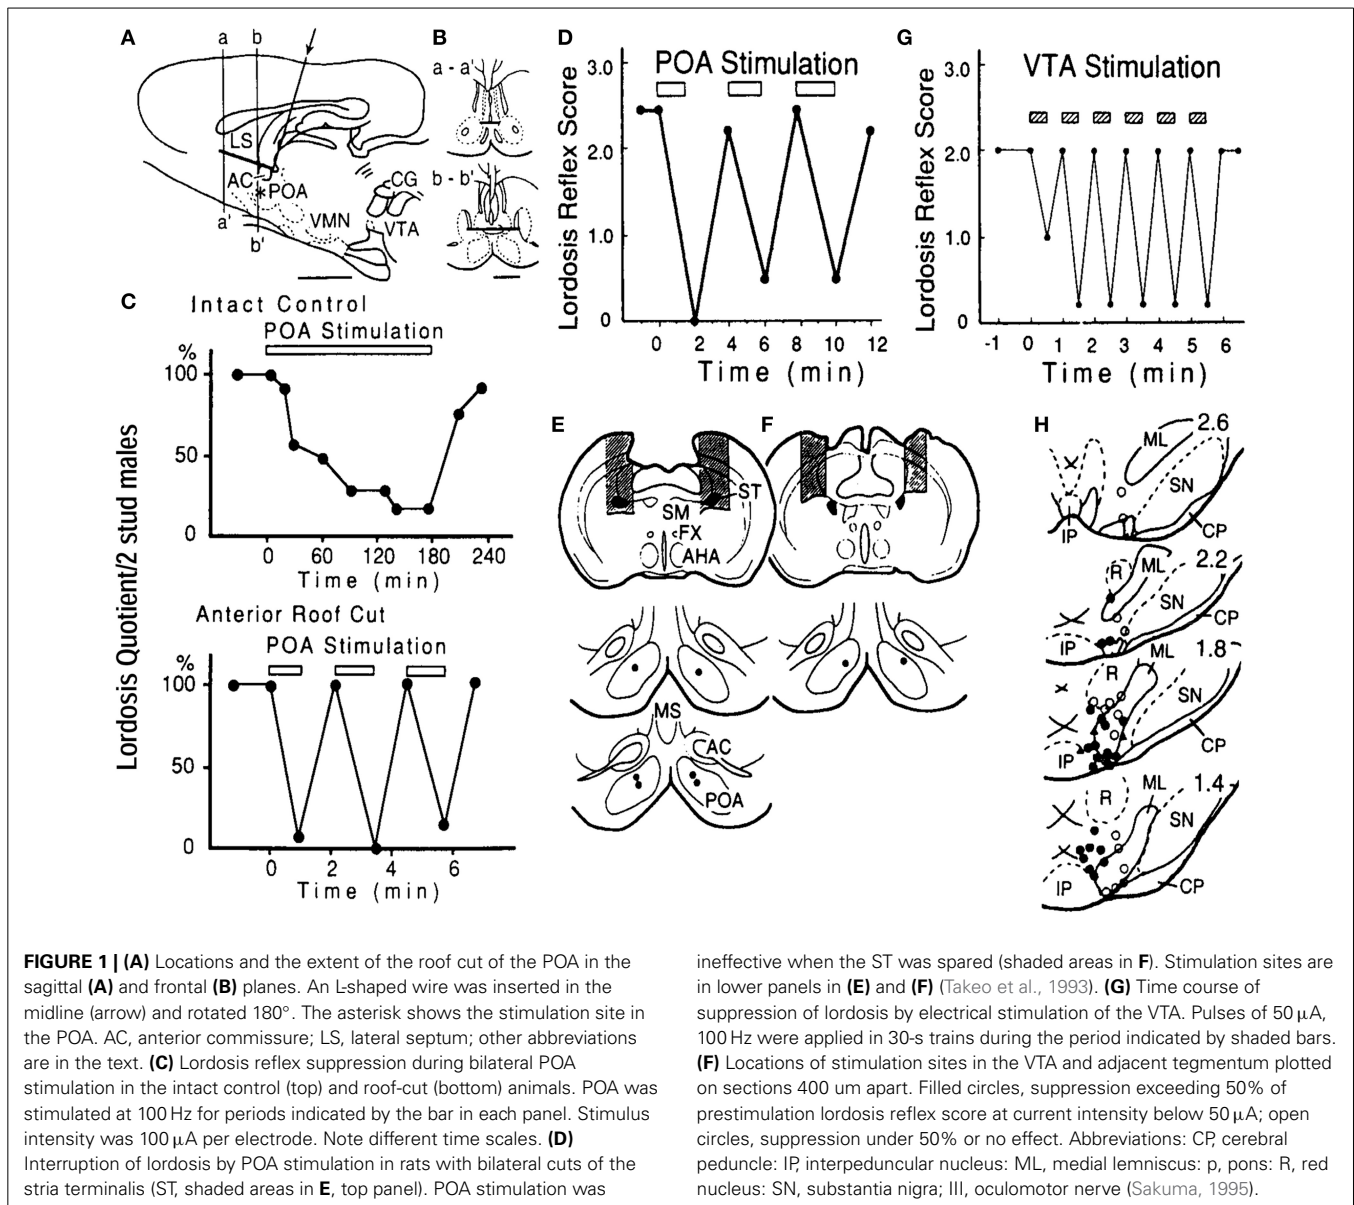 A
a b
LS
AC
*POA
CG
VMN
VTA
a'
b'
B
a - a'
b - b'
C
Intact Control
POA Stimulation
%
100
50
0
0 60 120 180 240
Time (min)
Anterior Roof Cut
POA Stimulation
%
100
50
0
0 2 4 6
Time (min)
Lordosis Quotient/2 stud males
D
POA Stimulation
3.0
2.0
1.0
0
0 2 4 6 8 10 12
Time (min)
Lordosis Reflex Score
G
VTA Stimulation
3.0
2.0
1.0
0
-1 0 1 2 3 4 5 6
Time (min)
Lordosis Reflex Score
E
ST
SM
FX
AHA
MS
AC
POA
F
H
2.6
ML
SN
IP
CP
2.2
R
ML
SN
CP
IP
1.8
R
ML
SN
CP
IP
1.4
R
ML
SN
IP
CP
FIGURE 1 | (A) Locations and the extent of the roof cut of the POA in the
sagittal (A) and frontal (B) planes. An L-shaped wire was inserted in the
midline (arrow) and rotated 180°. The asterisk shows the stimulation site in
the POA. AC, anterior commissure; LS, lateral septum; other abbreviations
are in the text. (C) Lordosis reflex suppression during bilateral POA
stimulation in the intact control (top) and roof-cut (bottom) animals. POA was
stimulated at 100 Hz for periods indicated by the bar in each panel. Stimulus
intensity was 100 μA per electrode. Note different time scales. (D)
Interruption of lordosis by POA stimulation in rats with bilateral cuts of the
stria terminalis (ST, shaded areas in E, top panel). POA stimulation was
ineffective when the ST was spared (shaded areas in F). Stimulation sites are
in lower panels in (E) and (F) (Takeo et al., 1993). (G) Time course of
suppression of lordosis by electrical stimulation of the VTA. Pulses of 50 μA,
100 Hz were applied in 30-s trains during the period indicated by shaded bars.
(F) Locations of stimulation sites in the VTA and adjacent tegmentum plotted
on sections 400 um apart. Filled circles, suppression exceeding 50% of
prestimulation lordosis reflex score at current intensity below 50 μA; open
circles, suppression under 50% or no effect. Abbreviations: CP, cerebral
peduncle: IP, interpeduncular nucleus: ML, medial lemniscus: p, pons: R, red
nucleus: SN, substantia nigra; III, oculomotor nerve (Sakuma, 1995).